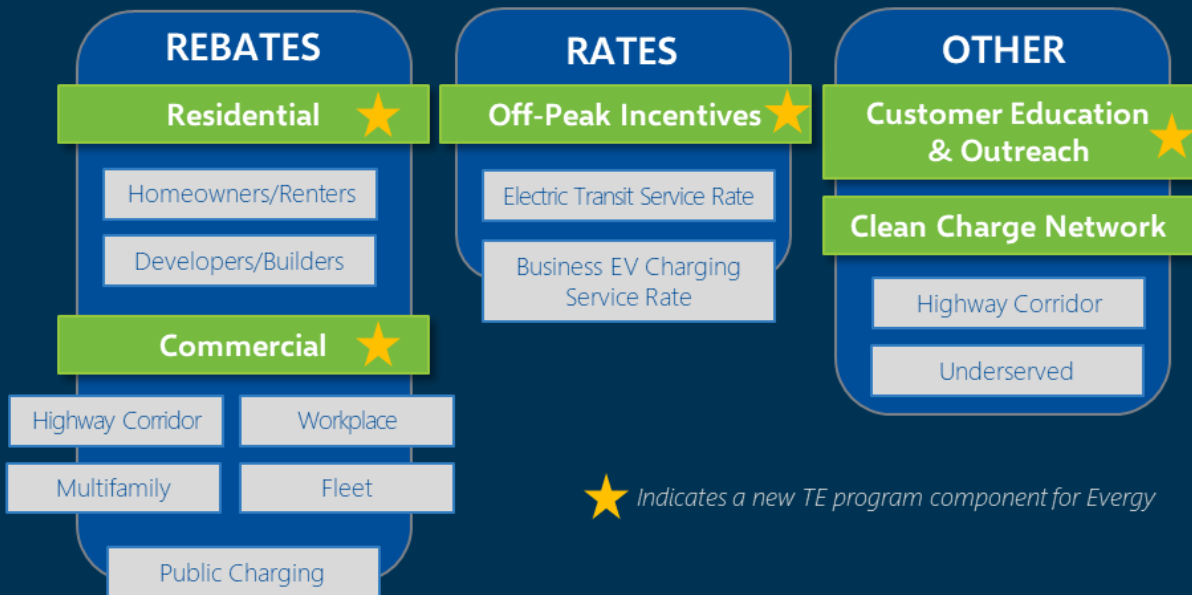 REBATES
Residential
Homeowners/Renters
Developers/Builders
Commercial
Highway Corridor
Workplace
Multifamily
Fleet
Public Charging
RATES
Off-Peak Incentives
Electric Transit Service Rate
Business EV Charging
Service Rate
OTHER
Customer Education
& Outreach
Clean Charge Network
Highway Corridor
Underserved
Indicates a new TE program component for Evergy